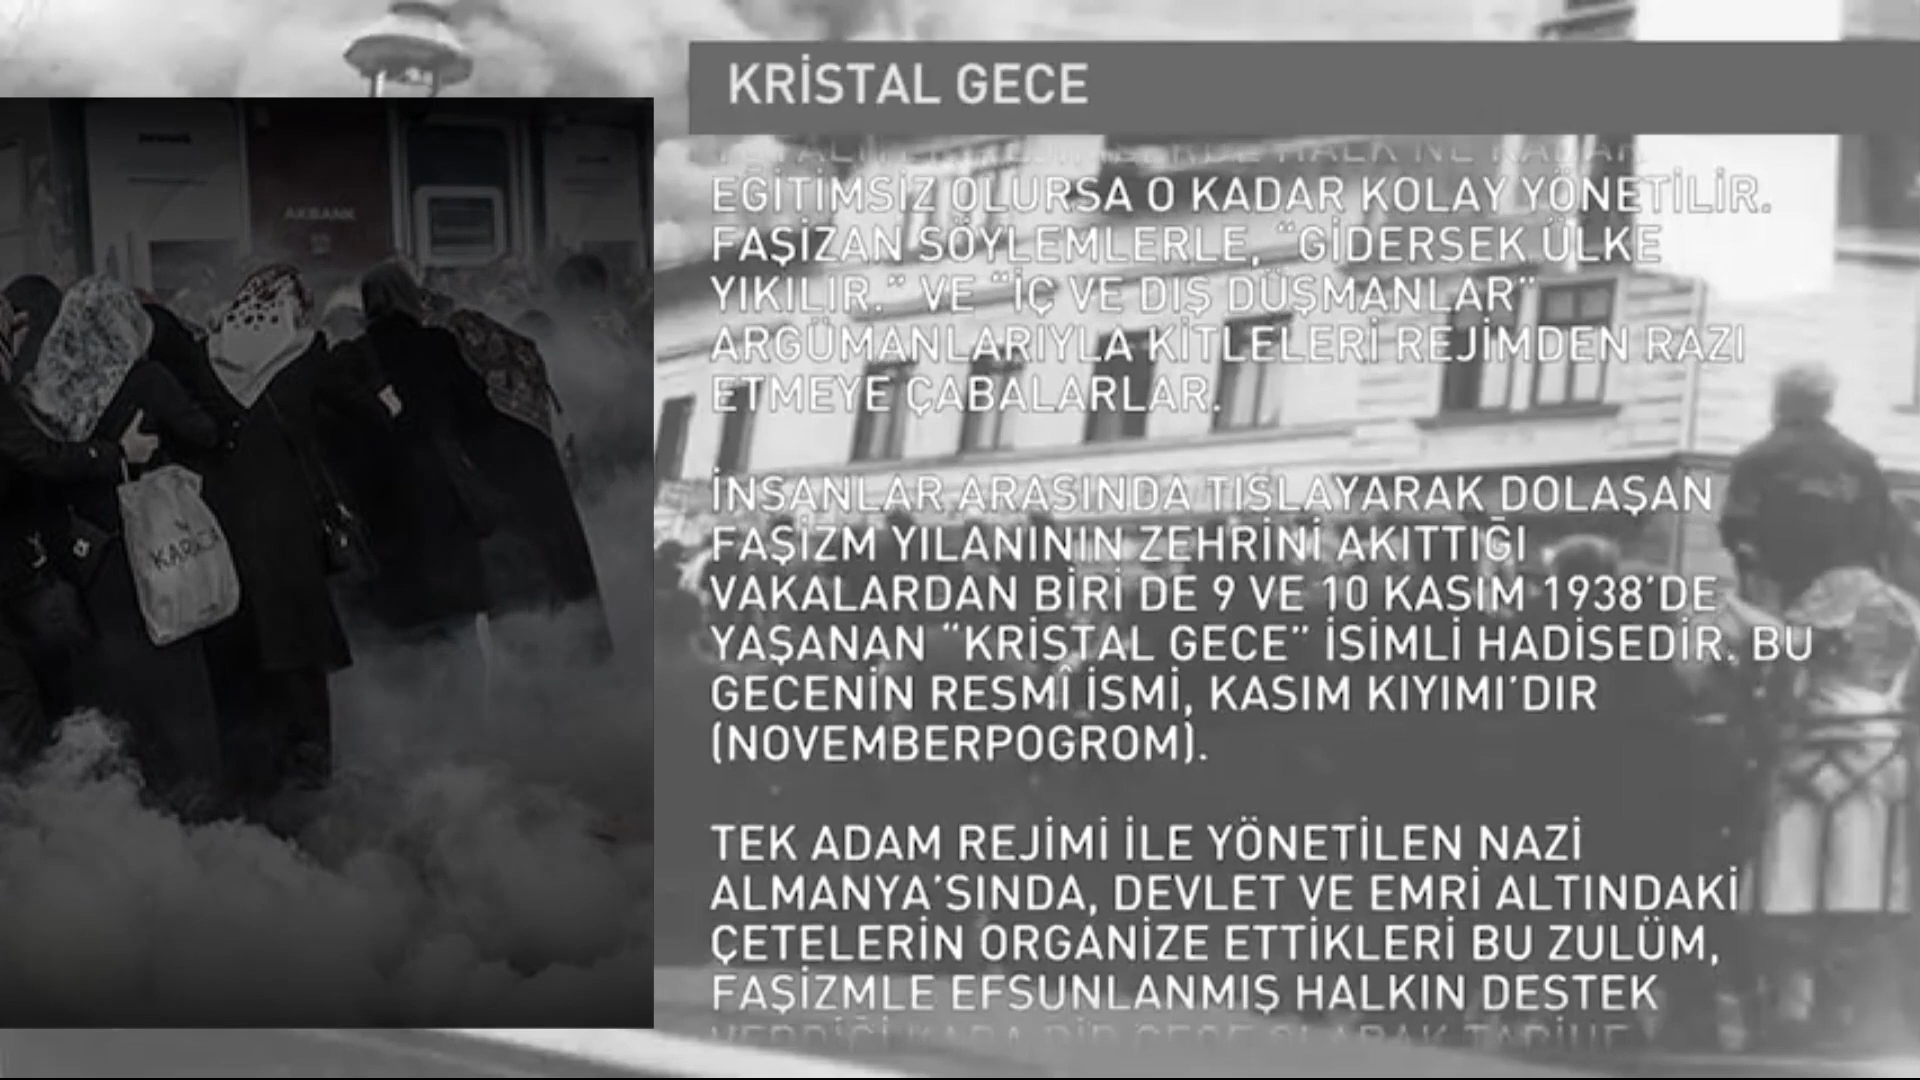 KRİSTAL GECE
EĞİTİMSİZ OLURSA O KADAR KOLAY YÖNETİLİR.
FAŞİZAN SÖYLEMLERLE, “GİDERSEK ÜLKE
YIKILIR.” VE “İÇ VE DIŞ DÜŞMANLAR”
ARGÜMANLARIYLA KİTLELERİ REJİMDEN RAZI
ETMEYE ÇABALARLAR.
İNSANLAR ARASINDA TISLAYARAK DOLAŞAN
FAŞİZM YILANININ ZEHRİNİ AKITTIĞI
VAKALARDAN BİRİ DE 9 VE 10 KASIM 1938’DE
YAŞANAN “KRİSTAL GECE” İSİMLİ HADİSEDİR. BU
GECENİN RESMÎ İSMİ, KASIM KIYIMI’DIR
(NOVEMBERPOGROM).
TEK ADAM REJİMİ İLE YÖNETİLEN NAZİ
ALMANYA’SINDA, DEVLET VE EMRİ ALTINDAKİ
ÇETELERİN ORGANİZE ETTİKLERİ BU ZULÜM,
FAŞİZMLE EFSUNLANMIŞ HALKIN DESTEK
AKBANK